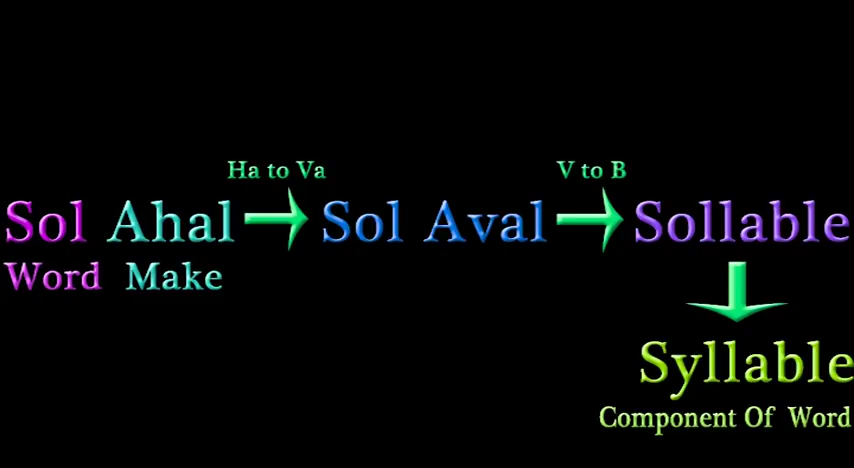 Ha to Va V to B
Sol Ahal Sol Aval Sollable
Word Make
Syllable
Component Of Word